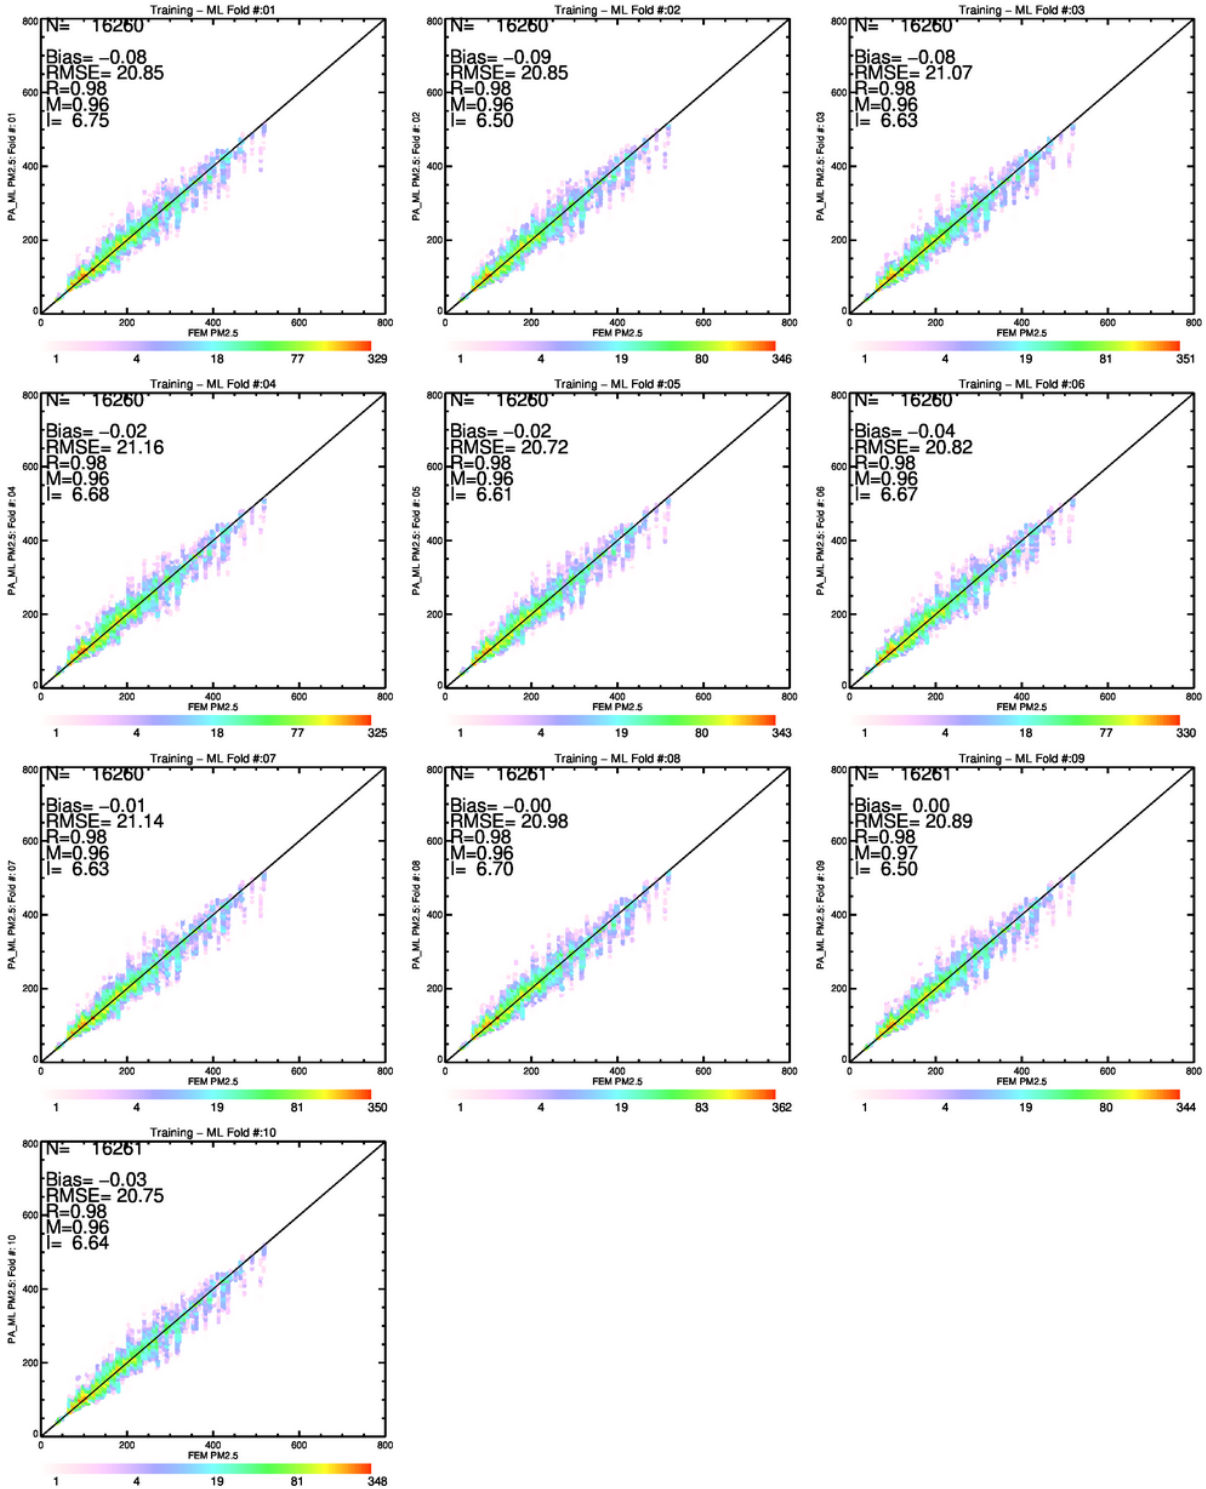 Training – ML Fold #:01
N= 16260
Bias= –0.08
RMSE= 20.85
R=0.98
M=0.96
I= 6.75
PA_ML PM2.5: Fold #: 01
800
600
400
200
0
0 200 400 600 800
FEM PM2.5
1 4 18 77 329
Training – ML Fold #:02
N= 16260
Bias= –0.09
RMSE= 20.85
R=0.98
M=0.96
I= 6.50
PA_ML PM2.5: Fold #: 02
800
600
400
200
0
0 200 400 600 800
FEM PM2.5
1 4 19 80 346
Training – ML Fold #:03
N= 16260
Bias= –0.08
RMSE= 21.07
R=0.98
M=0.96
I= 6.63
PA_ML PM2.5: Fold #: 03
800
600
400
200
0
0 200 400 600 800
FEM PM2.5
1 4 19 81 351
Training – ML Fold #:04
N= 16260
Bias= –0.02
RMSE= 21.16
R=0.98
M=0.96
I= 6.68
PA_ML PM2.5: Fold #: 04
800
600
400
200
0
0 200 400 600 800
FEM PM2.5
1 4 18 77 325
Training – ML Fold #:05
N= 16260
Bias= –0.02
RMSE= 20.72
R=0.98
M=0.96
I= 6.61
PA_ML PM2.5: Fold #: 05
800
600
400
200
0
0 200 400 600 800
FEM PM2.5
1 4 19 80 343
Training – ML Fold #:06
N= 16260
Bias= –0.04
RMSE= 20.82
R=0.98
M=0.96
I= 6.67
PA_ML PM2.5: Fold #: 06
800
600
400
200
0
0 200 400 600 800
FEM PM2.5
1 4 18 77 330
Training – ML Fold #:07
N= 16260
Bias= –0.01
RMSE= 21.14
R=0.98
M=0.96
I= 6.63
PA_ML PM2.5: Fold #: 07
800
600
400
200
0
0 200 400 600 800
FEM PM2.5
1 4 19 81 350
Training – ML Fold #:08
N= 16261
Bias= –0.00
RMSE= 20.98
R=0.98
M=0.96
I= 6.70
PA_ML PM2.5: Fold #: 08
800
600
400
200
0
0 200 400 600 800
FEM PM2.5
1 4 19 83 362
Training – ML Fold #:09
N= 16261
Bias= 0.00
RMSE= 20.89
R=0.98
M=0.97
I= 6.50
PA_ML PM2.5: Fold #: 09
800
600
400
200
0
0 200 400 600 800
FEM PM2.5
1 4 19 80 344
Training – ML Fold #:10
N= 16261
Bias= –0.03
RMSE= 20.75
R=0.98
M=0.96
I= 6.64
PA_ML PM2.5: Fold #: 10
800
600
400
200
0
0 200 400 600 800
FEM PM2.5
1 4 19 81 348